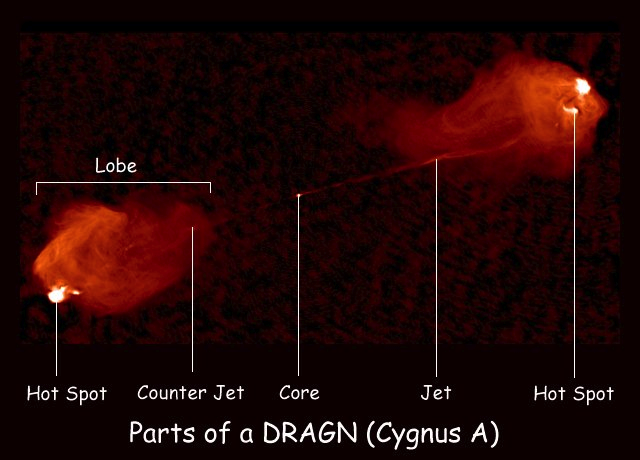 Lobe
Hot Spot Counter Jet Core Jet Hot Spot
Parts of a DRAGN (Cygnus A)